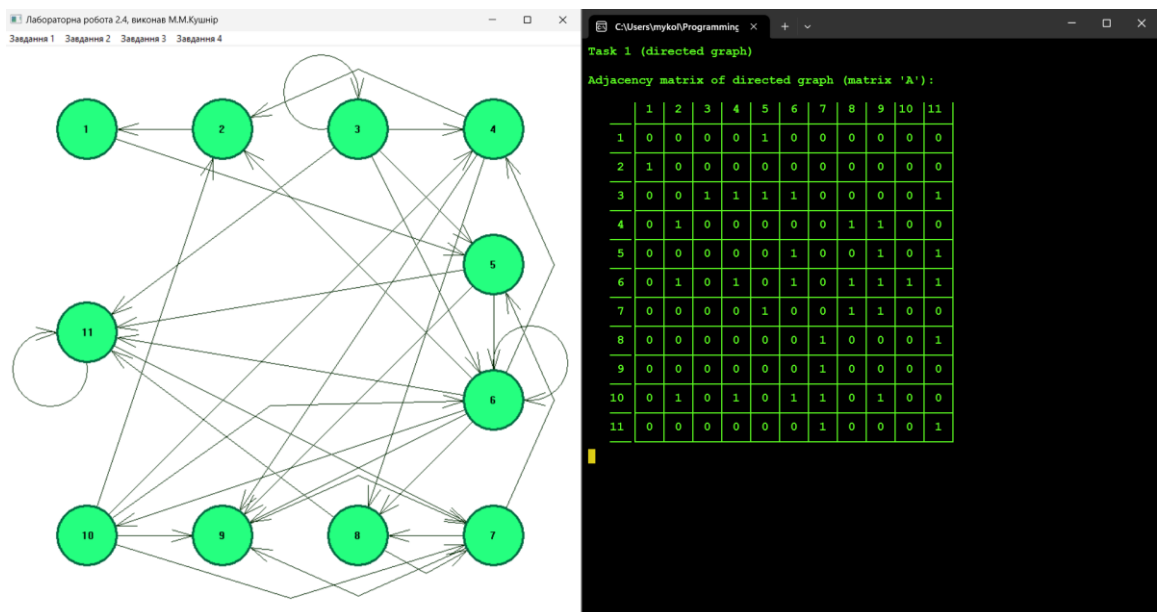 Лабораторна робота 2.4, виконав М.М.Кушнір
Завдання 1 Завдання 2 Завдання 3 Завдання 4
1 2 3 4
5
11
6
10 9 8 7
C:\Users\mykol\Programming
Task 1 (directed graph)
Adjacency matrix of directed graph (matrix 'A'):
1 2 3 4 5 6 7 8 9 10 11
1 0 0 0 0 1 0 0 0 0 0 0
2 1 0 0 0 0 0 0 0 0 0 0
3 0 0 1 1 1 1 0 0 0 0 1
4 0 1 0 0 0 0 0 1 1 0 0
5 0 0 0 0 0 1 0 0 1 0 1
6 0 1 0 1 0 1 0 1 1 1 1
7 0 0 0 0 1 0 0 1 1 0 0
8 0 0 0 0 0 0 1 0 0 0 1
9 0 0 0 0 0 0 1 0 0 0 0
10 0 1 0 1 0 1 1 0 1 0 0
11 0 0 0 0 0 0 1 0 0 0 1